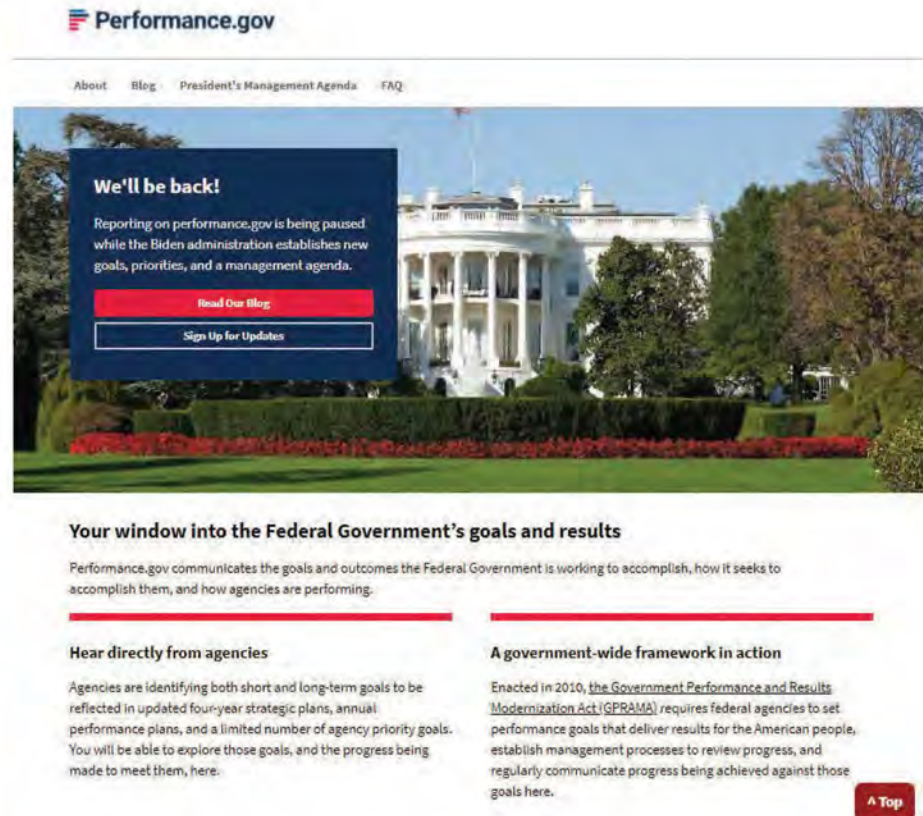 Performance.gov
About Blog President's Management Agenda FAQ
We'll be back!
Reporting on performance.gov is being paused
while the Biden administration establishes new
goals, priorities, and a management agenda.
Read Our Blog
Sign Up for Updates
Your window into the Federal Government's goals and results
Performance.gov communicates the goals and outcomes the Federal Government is working to accomplish, how it seeks to
accomplish them, and how agencies are performing.
Hear directly from agencies
Agencies are identifying both short and long-term goals to be
reflected in updated four-year strategic plans, annual
performance plans, and a limited number of agency priority goals.
You will be able to explore those goals, and the progress being
made to meet them, here.
A government-wide framework in action
Enacted in 2010, the Government Performance and Results
Modernization Act (GPRAMA) requires federal agencies to set
performance goals that deliver results for the American people,
establish management processes to review progress, and
regularly communicate progress being achieved against those
goals here.
Top